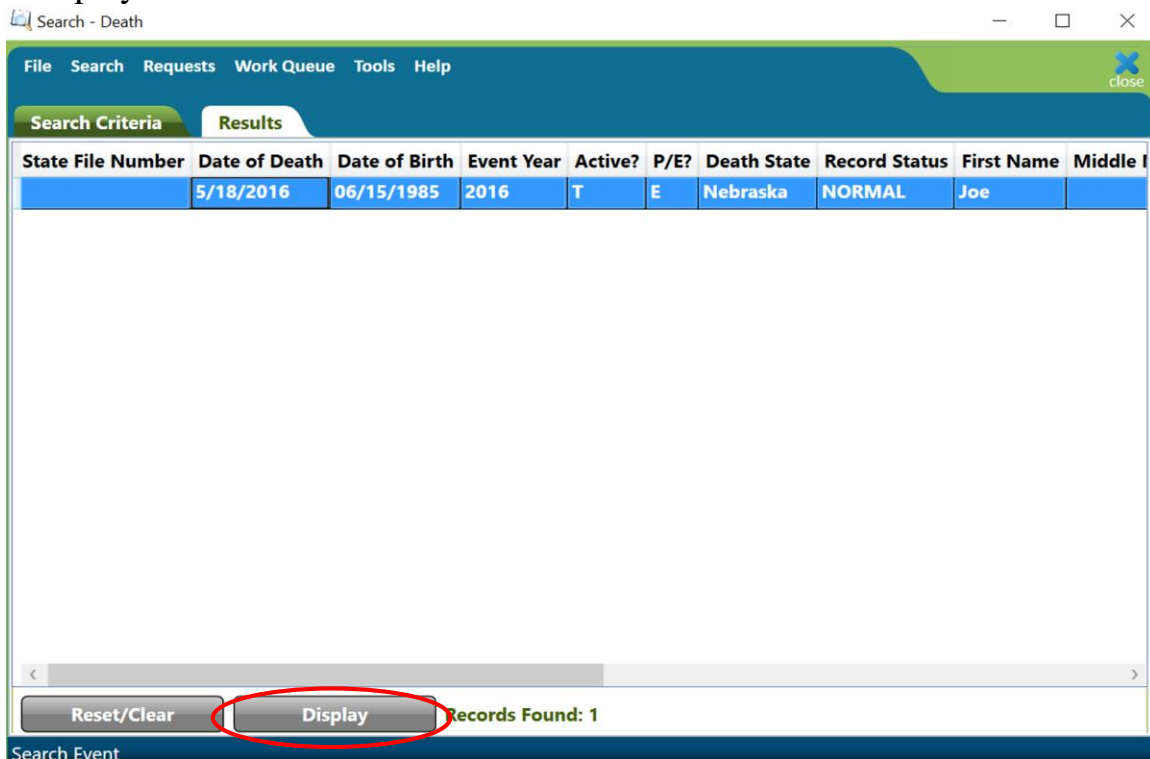 Search - Death
File Search Requests Work Queue Tools Help
close
Search Criteria Results
State File Number Date of Death Date of Birth Event Year Active? P/E? Death State Record Status First Name Middle
5/18/2016 06/15/1985 2016 T E Nebraska NORMAL Joe
Reset/Clear Display Records Found: 1
Search Event